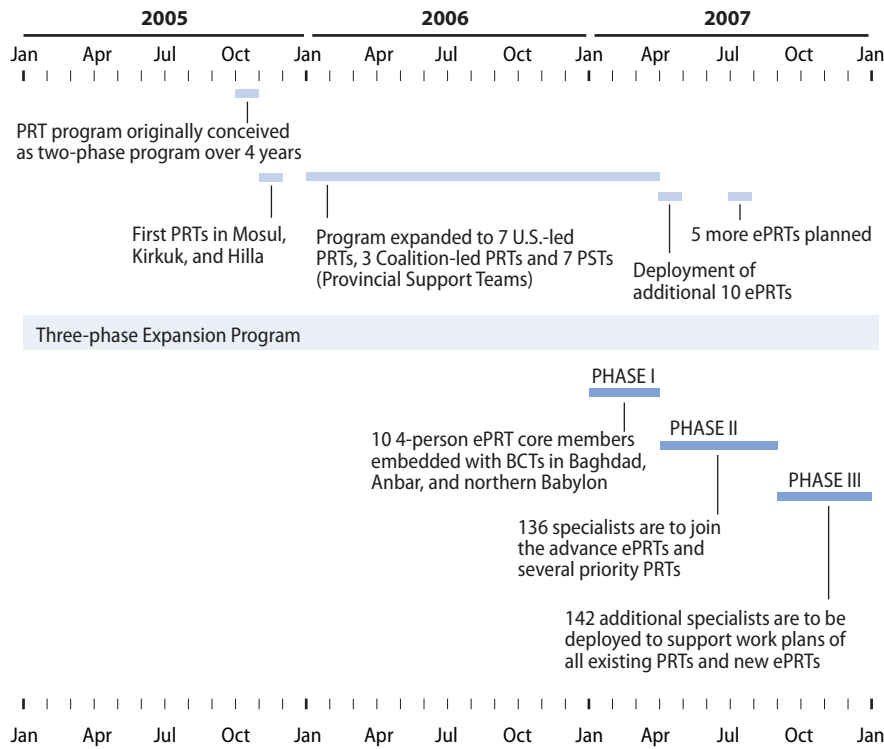 2005 2006 2007
Jan Apr Jul Oct Jan Apr Jul Oct Jan Apr Jul Oct Jan
PRT program originally conceived
as two-phase program over 4 years
First PRTs in Mosul,
Kirkuk, and Hilla
Program expanded to 7 U.S.-led
PRTs, 3 Coalition-led PRTs and 7 PSTs
(Provincial Support Teams)
5 more ePRTs planned
Deployment of
additional 10 ePRTs
Three-phase Expansion Program
PHASE I
10 4-person ePRT core members
embedded with BCTs in Baghdad,
Anbar, and northern Babylon
PHASE II
136 specialists are to join
the advance ePRTs and
several priority PRTs
PHASE III
142 additional specialists are to be
deployed to support work plans of
all existing PRTs and new ePRTs
Jan Apr Jul Oct Jan Apr Jul Oct Jan Apr Jul Oct Jan